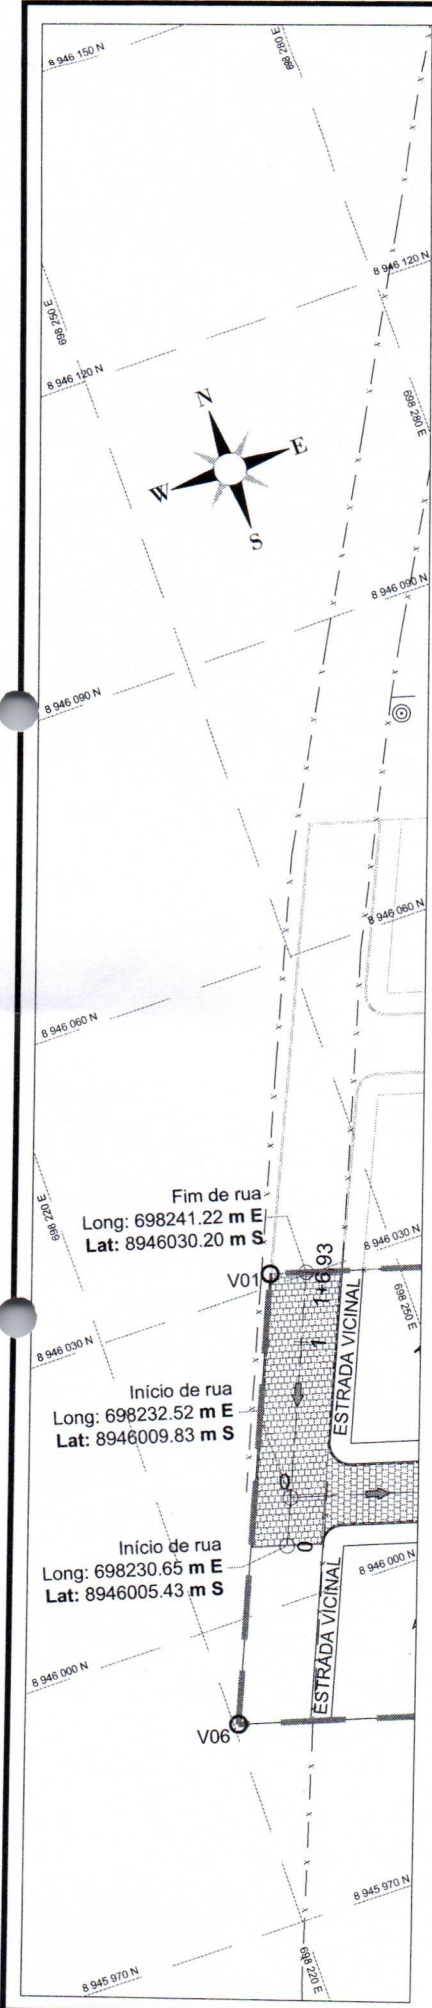 8 946 150 N
698 280 E
8 946 120 N
698 250 E
8 946 120 N
698 280 E
N
E
W
S
8 946 090 N
8 946 090 N
8 946 060 N
8 946 060 N
698 220 E
Fim de rua
Long: 698241.22 m E
Lat: 8946030.20 m S
8 946 030 N
V01
1+6.93
1
698 250 E
ESTRADA VICINAL
8 946 030 N
Início de rua
Long: 698232.52 m E
Lat: 8946009.83 m S
0
Início de rua
Long: 698230.65 m E
Lat: 8946005.43 m S
0
8 946 000 N
ESTRADA VICINAL
8 946 000 N
V06
8 945 970 N
8 945 970 N
698 220 E